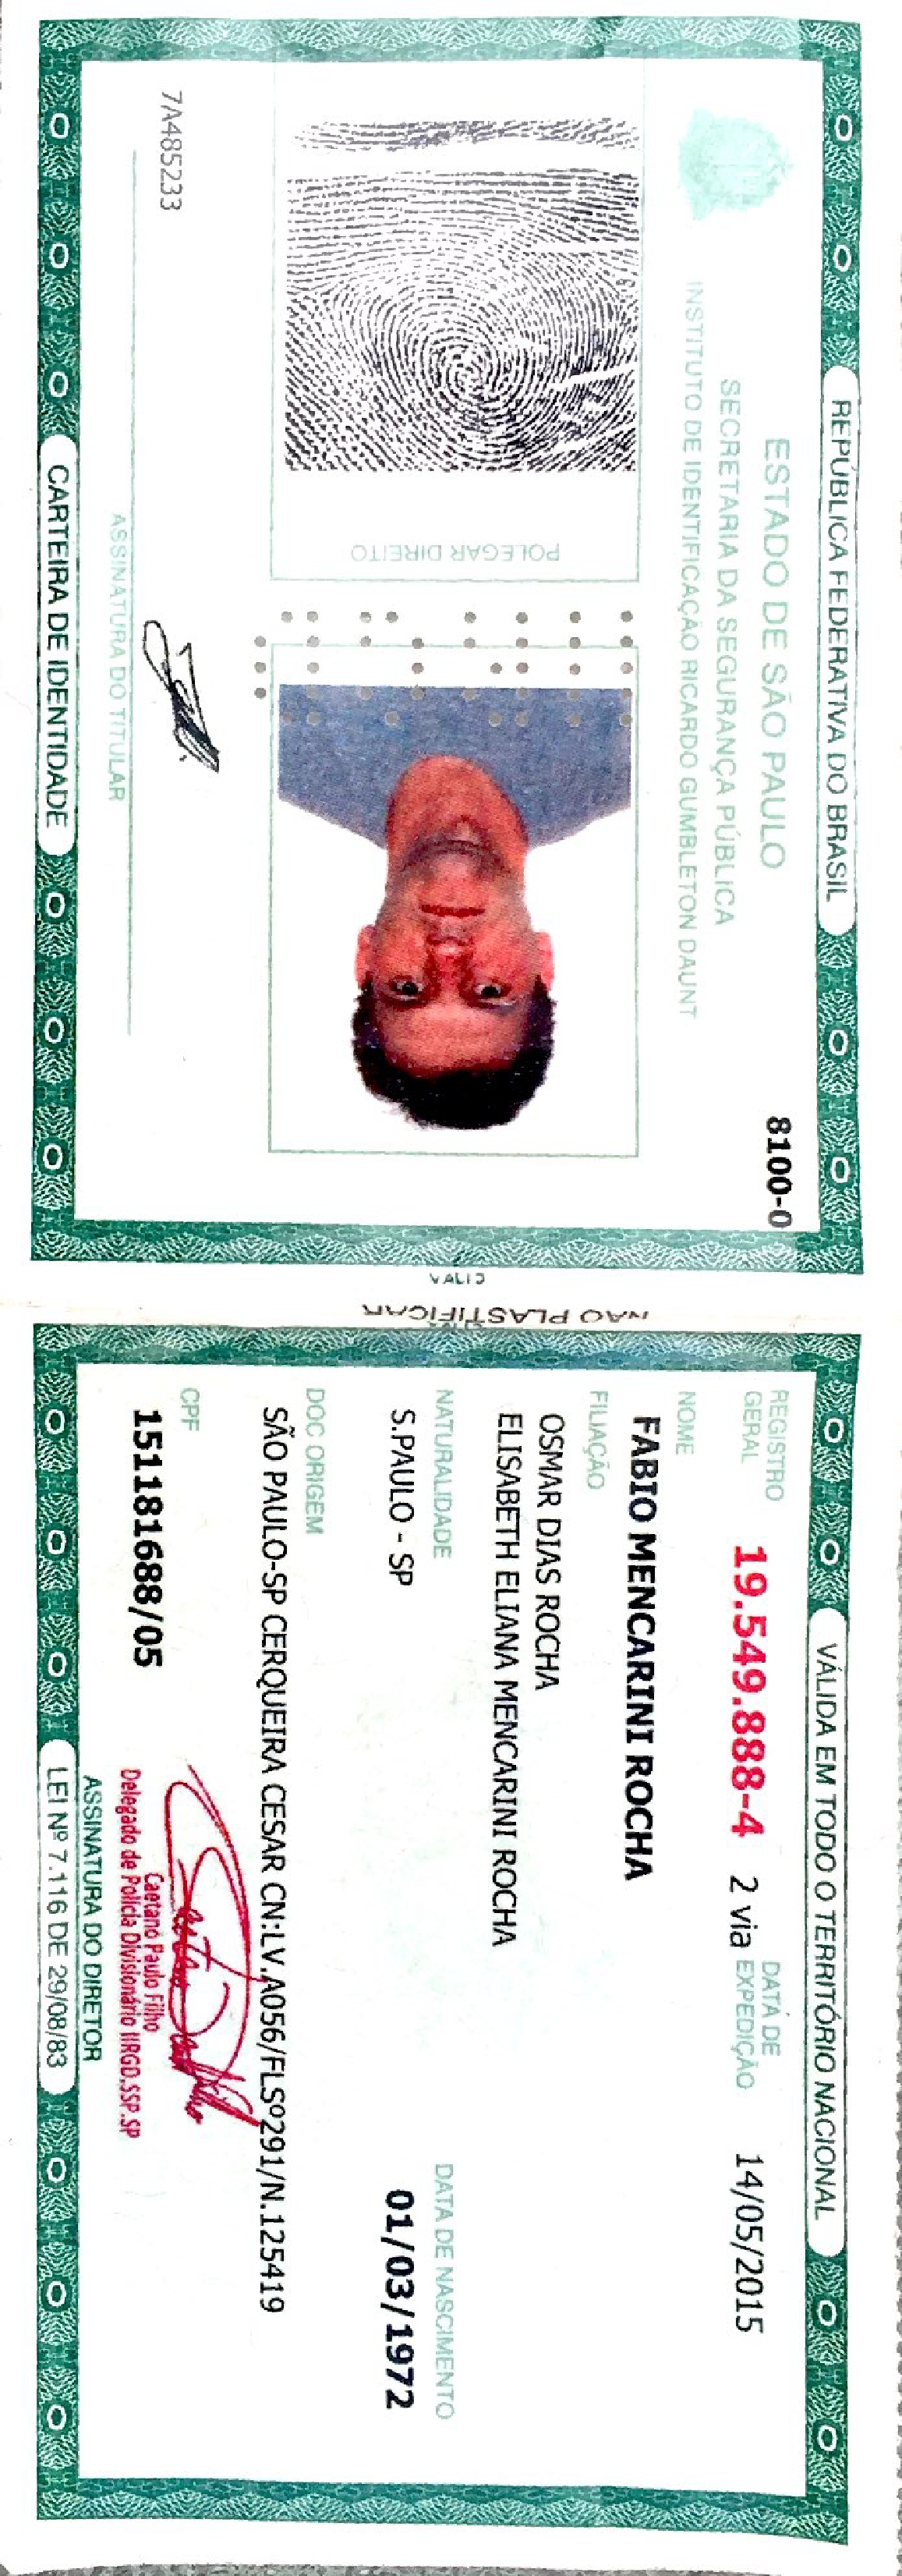 REPÚBLICA FEDERATIVA DO BRASIL
ESTADO DE SÃO PAULO
8100-0
SECRETARIA DA SEGURANÇA PÚBLICA
INSTITUTO DE IDENTIFICAÇÃO RICARDO GUMBLETON DAUNT
POLEGAR DIREITO
7A485233
ASSINATURA DO TITULAR
CARTEIRA DE IDENTIDADE
NÃO PLASTIFICAR
VÁLIDA EM TODO O TERRITÓRIO NACIONAL
REGISTRO GERAL 19.549.888-4 2 via DATA DE EXPEDIÇÃO 14/05/2015
NOME
FABIO MENCARINI ROCHA
FILIAÇÃO
OSMAR DIAS ROCHA
ELISABETH ELIANA MENCARINI ROCHA
NATURALIDADE DATA DE NASCIMENTO
S.PAULO - SP 01/03/1972
DOC ORIGEM
SÃO PAULO-SP CERQUEIRA CESAR CN:LV.A056/FLSº291/N.125419
CPF
151181688/05
Caetano Paulo Filho
Delegado de Polícia Divisionário IIRGD.SSP.SP
ASSINATURA DO DIRETOR
LEI Nº 7.116 DE 29/08/83